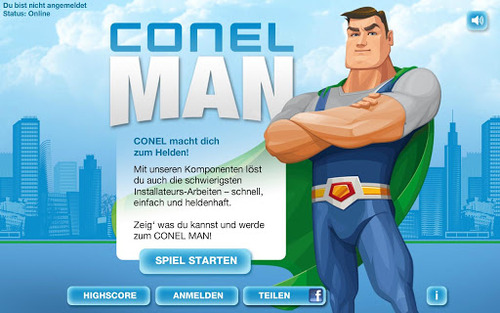 Du bist nicht angemeldet
Status: Online
CONEL
MAN
CONEL macht dich
zum Helden!
Mit unseren Komponenten löst
du auch die schwierigsten
Installateurs-Arbeiten – schnell,
einfach und heldenhaft.
Zeig‘ was du kannst und werde
zum CONEL MAN!
SPIEL STARTEN
HIGHSCORE
ANMELDEN
TEILEN f
i